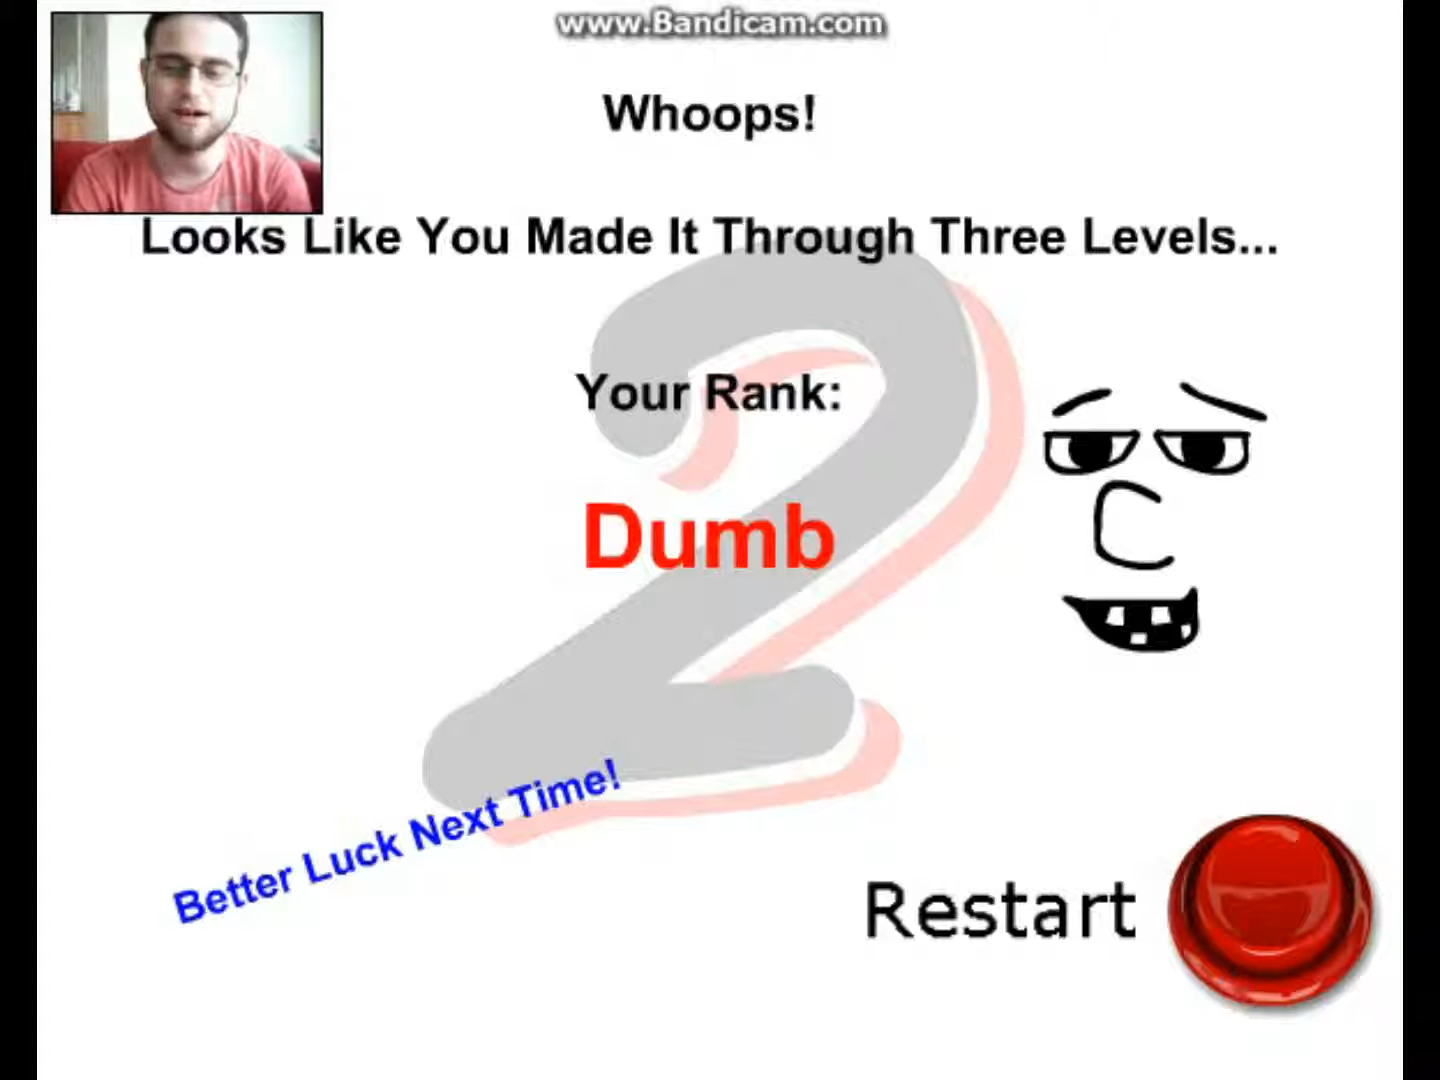 www.Bandicam.com
Whoops!
Looks Like You Made It Through Three Levels...
Your Rank:
2
Dumb
Better Luck Next Time!
Restart